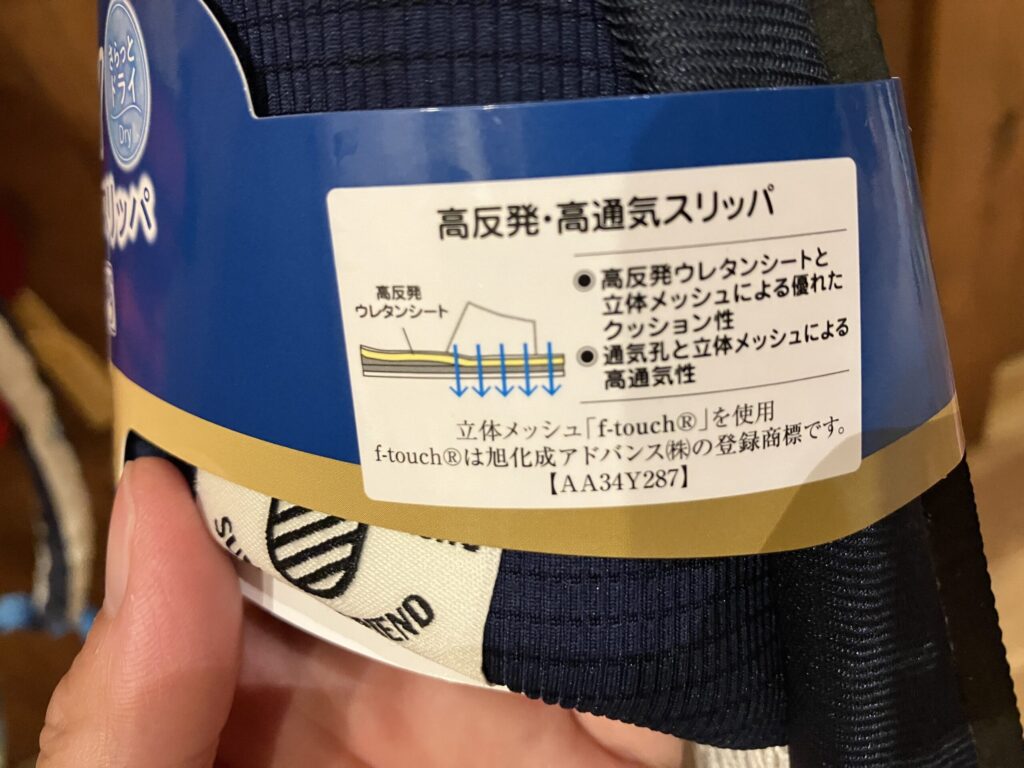 さらっと
ドライ
Dry
リッパ
高反発・高通気スリッパ
高反発
ウレタンシート
●高反発ウレタンシートと
立体メッシュによる優れた
クッション性
●通気孔と立体メッシュによる
高通気性
立体メッシュ「f-touch®」を使用
f-touch®は旭化成アドバンス㈱の登録商標です。
【AA34Y287】